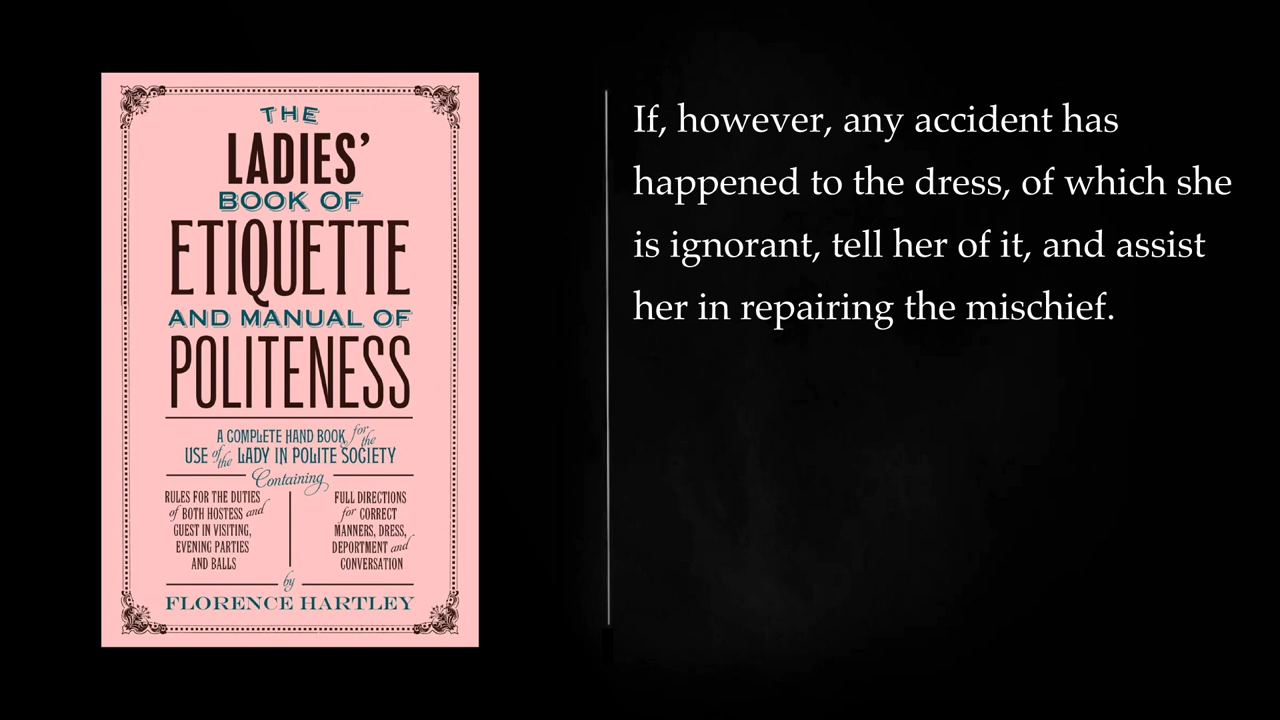 THE
LADIES'
BOOK OF
ETIQUETTE
AND MANUAL OF
POLITENESS
A COMPLETE HAND BOOK for the
USE of the LADY IN POLITE SOCIETY
Containing
RULES FOR THE DUTIES
of BOTH HOSTESS and
GUEST IN VISITING,
EVENING PARTIES
AND BALLS
FULL DIRECTIONS
for CORRECT
MANNERS, DRESS,
DEPORTMENT and
CONVERSATION
by
FLORENCE HARTLEY
If, however, any accident has
happened to the dress, of which she
is ignorant, tell her of it, and assist
her in repairing the mischief.